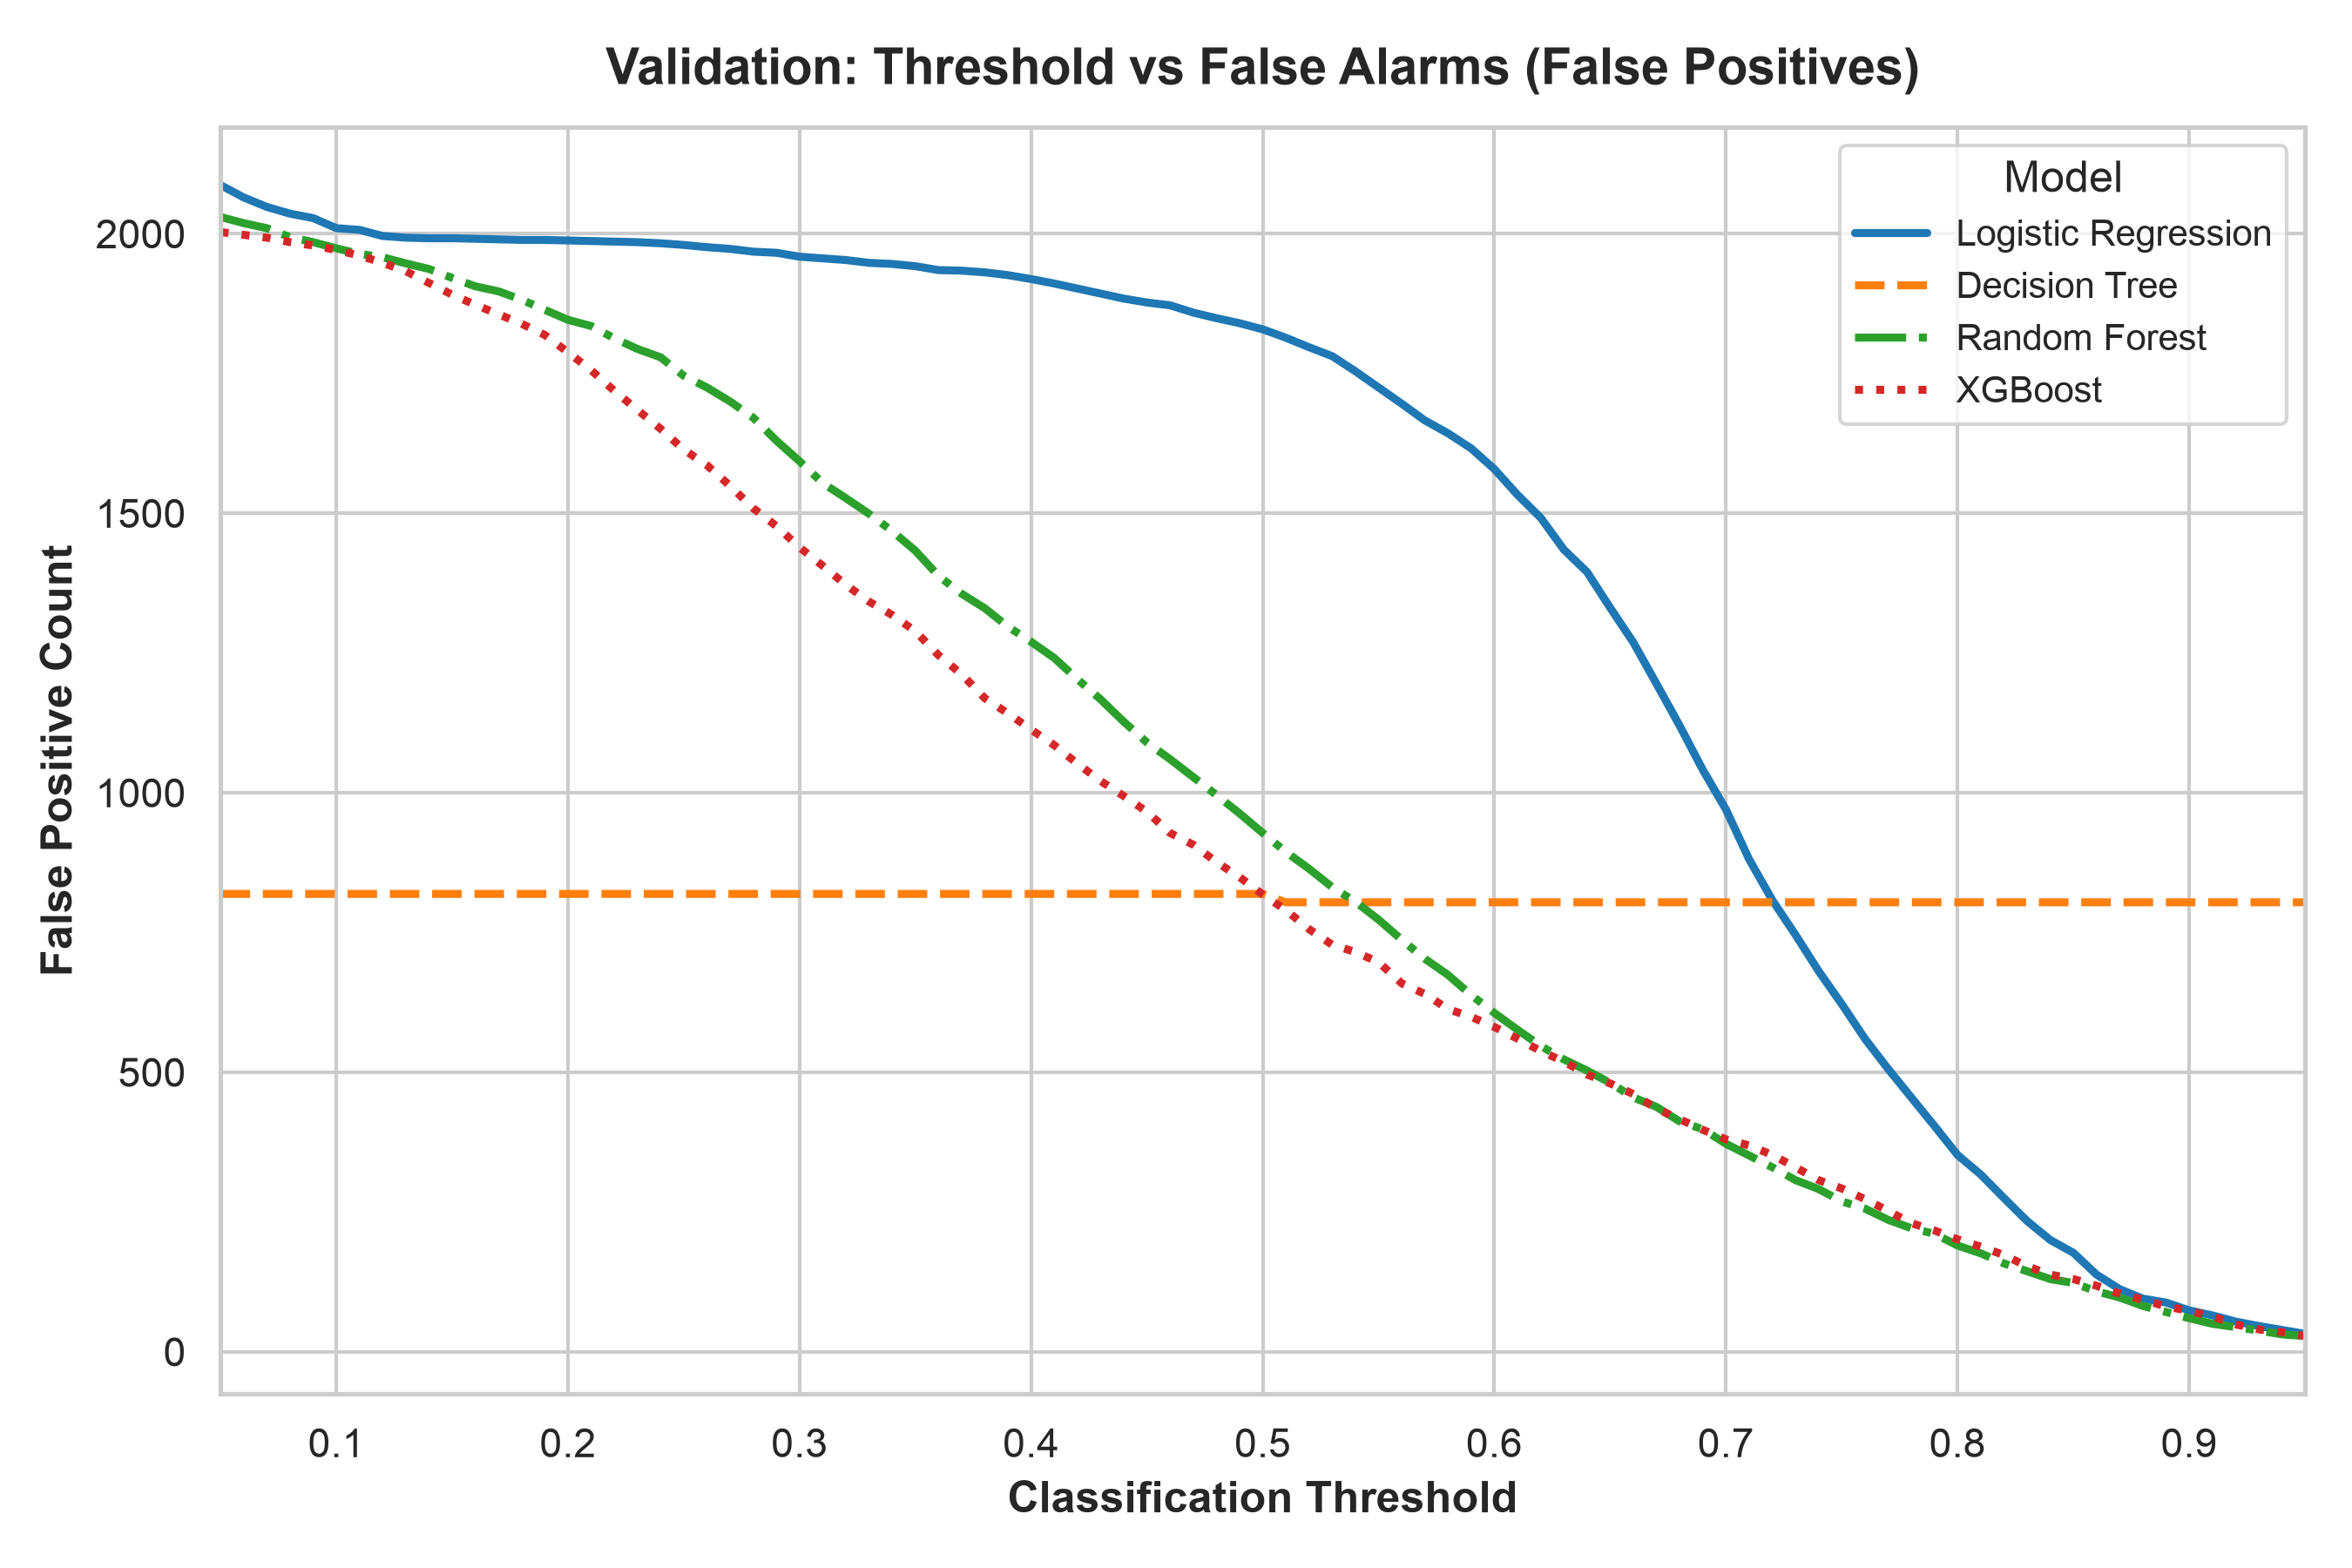 Validation: Threshold vs False Alarms (False Positives)
Model
Logistic Regression
Decision Tree
Random Forest
XGBoost
False Positive Count
2000
1500
1000
500
0
0.1 0.2 0.3 0.4 0.5 0.6 0.7 0.8 0.9
Classification Threshold